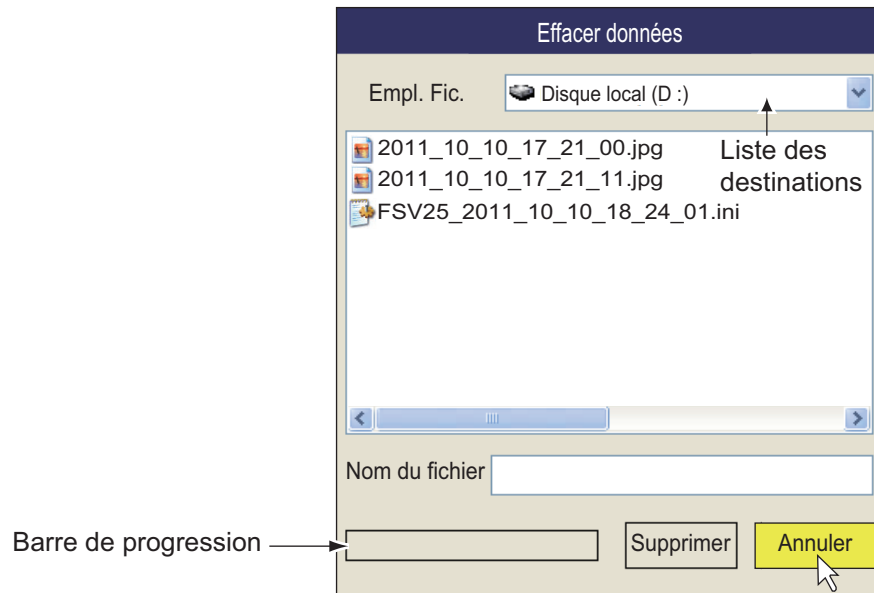 Effacer données
Empl. Fic.
Disque local (D :)
2011_10_10_17_21_00.jpg
2011_10_10_17_21_11.jpg
FSV25_2011_10_10_18_24_01.ini
Liste des
destinations
Nom du fichier
Barre de progression
Supprimer
Annuler